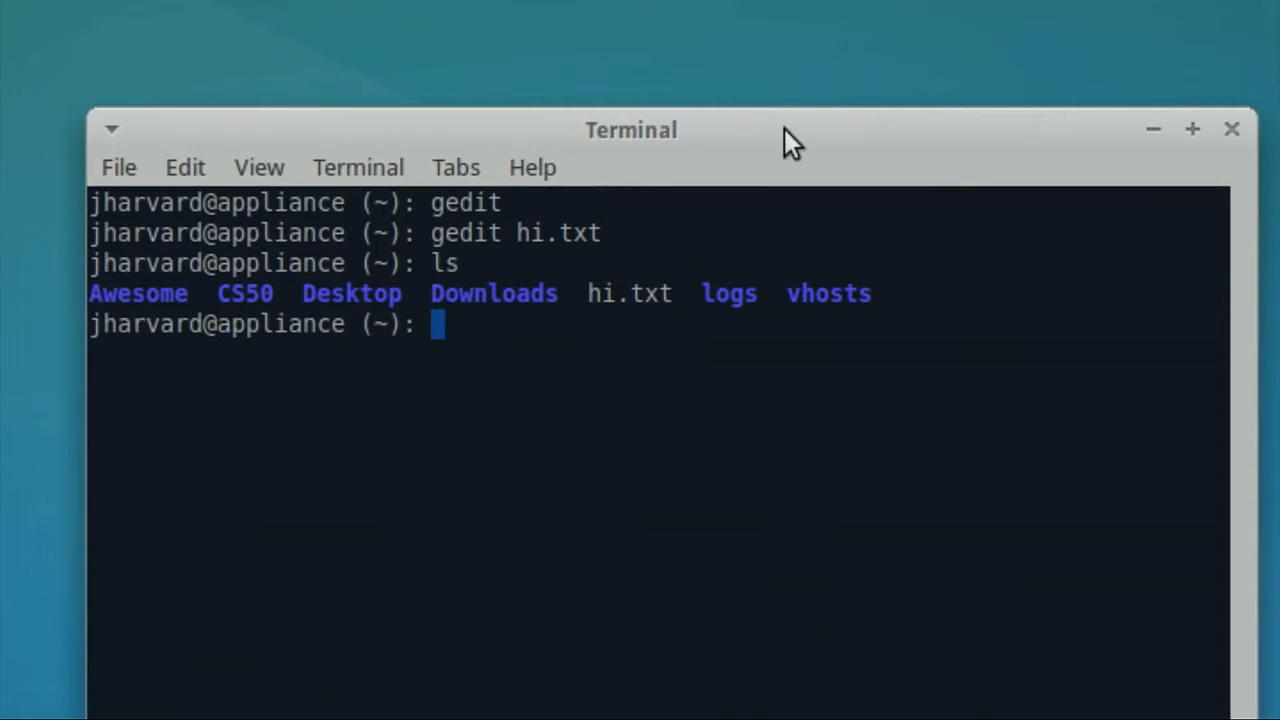 Terminal
File Edit View Terminal Tabs Help
jharvard@appliance (~): gedit
jharvard@appliance (~): gedit hi.txt
jharvard@appliance (~): ls
Awesome CS50 Desktop Downloads hi.txt logs vhosts
jharvard@appliance (~):